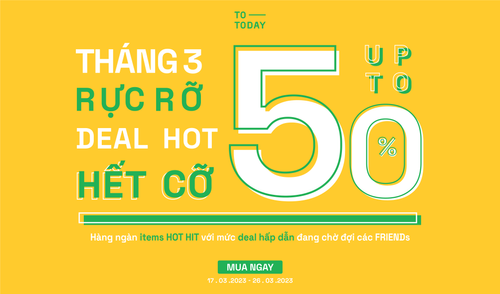 TO —
TODAY
THÁNG 3
RỰC RỠ
DEAL HOT
HẾT CỠ
UP
TO
50%
Hàng ngàn items HOT HIT với mức deal hấp dẫn đang chờ đợi các FRIENDs
MUA NGAY
17.03.2023 - 26.03.2023